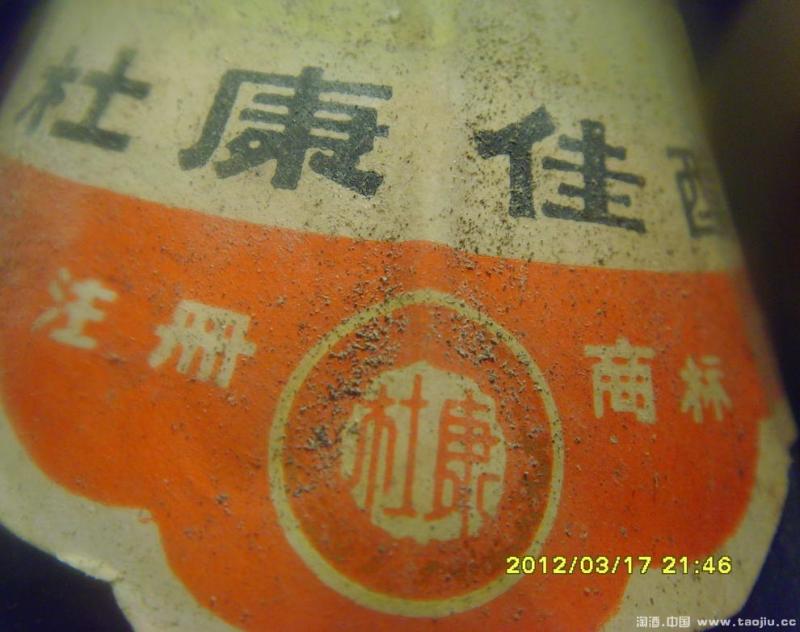 杜康佳
注册 商标
杜康
2012/03/17 21:46
淘酒.中国 www.taojiu.cc